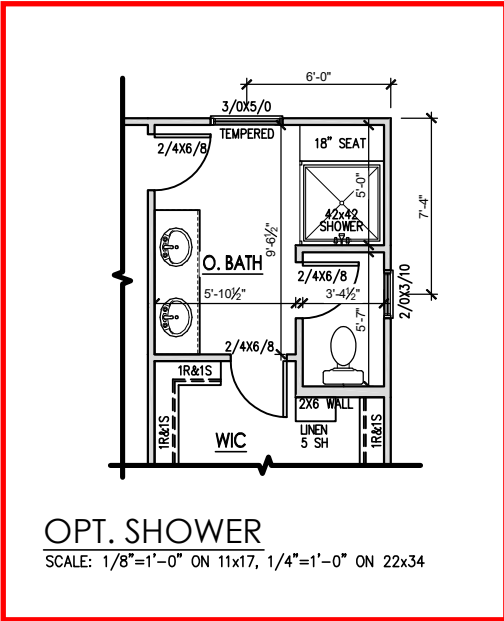 6'-0"
3/0X5/0
TEMPERED
2/4X6/8
18" SEAT
5'-0"
7'-4"
42x42
SHOWER
9'-6½"
O. BATH
2/4X6/8
2/0X3/10
5'-10½"
3'-4½"
5'-7"
2/4X6/8
1R&1S
2X6 WALL
1R&1S
WIC
LINEN
5 SH
1R&1S
OPT. SHOWER
SCALE: 1/8"=1'-0" ON 11x17, 1/4"=1'-0" ON 22x34